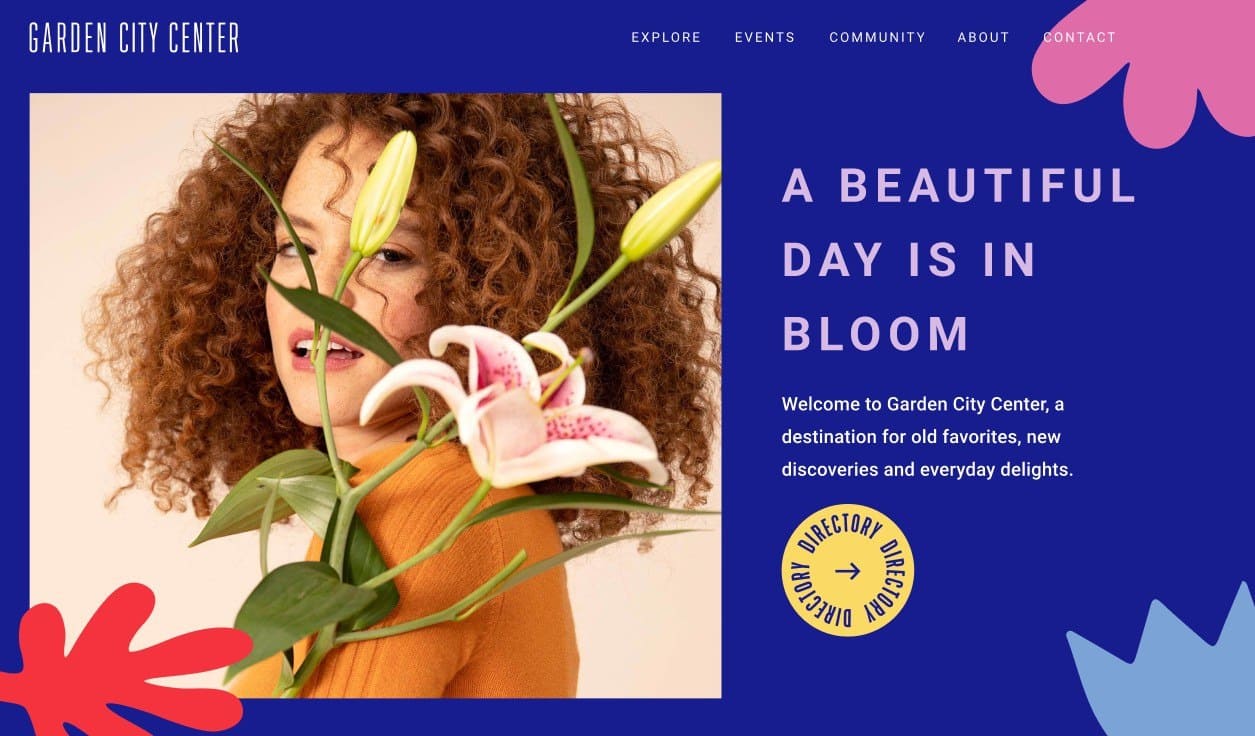 GARDEN CITY CENTER
EXPLORE EVENTS COMMUNITY ABOUT CONTACT
A BEAUTIFUL
DAY IS IN
BLOOM
Welcome to Garden City Center, a
destination for old favorites, new
discoveries and everyday delights.
DIRECTORY DIRECTORY DIRECTORY